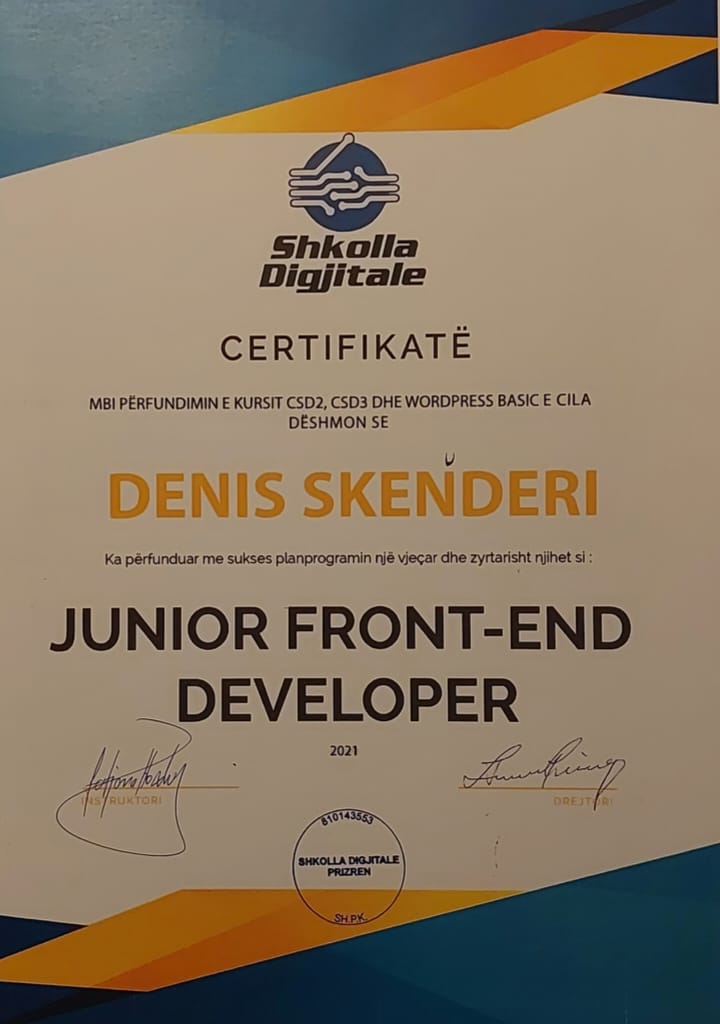 Shkolla
Digjitale
CERTIFIKATË
MBI PËRFUNDIMIN E KURSIT CSD2, CSD3 DHE WORDPRESS BASIC E CILA
DËSHMON SE
DENIS SKENDERI
Ka përfunduar me sukses planprogramin një vjeçar dhe zyrtarisht njihet si :
JUNIOR FRONT-END
DEVELOPER
2021
INSTRUKTORI
DREJTORI
810143553
SHKOLLA DIGJITALE
PRIZREN
SH.P.K.